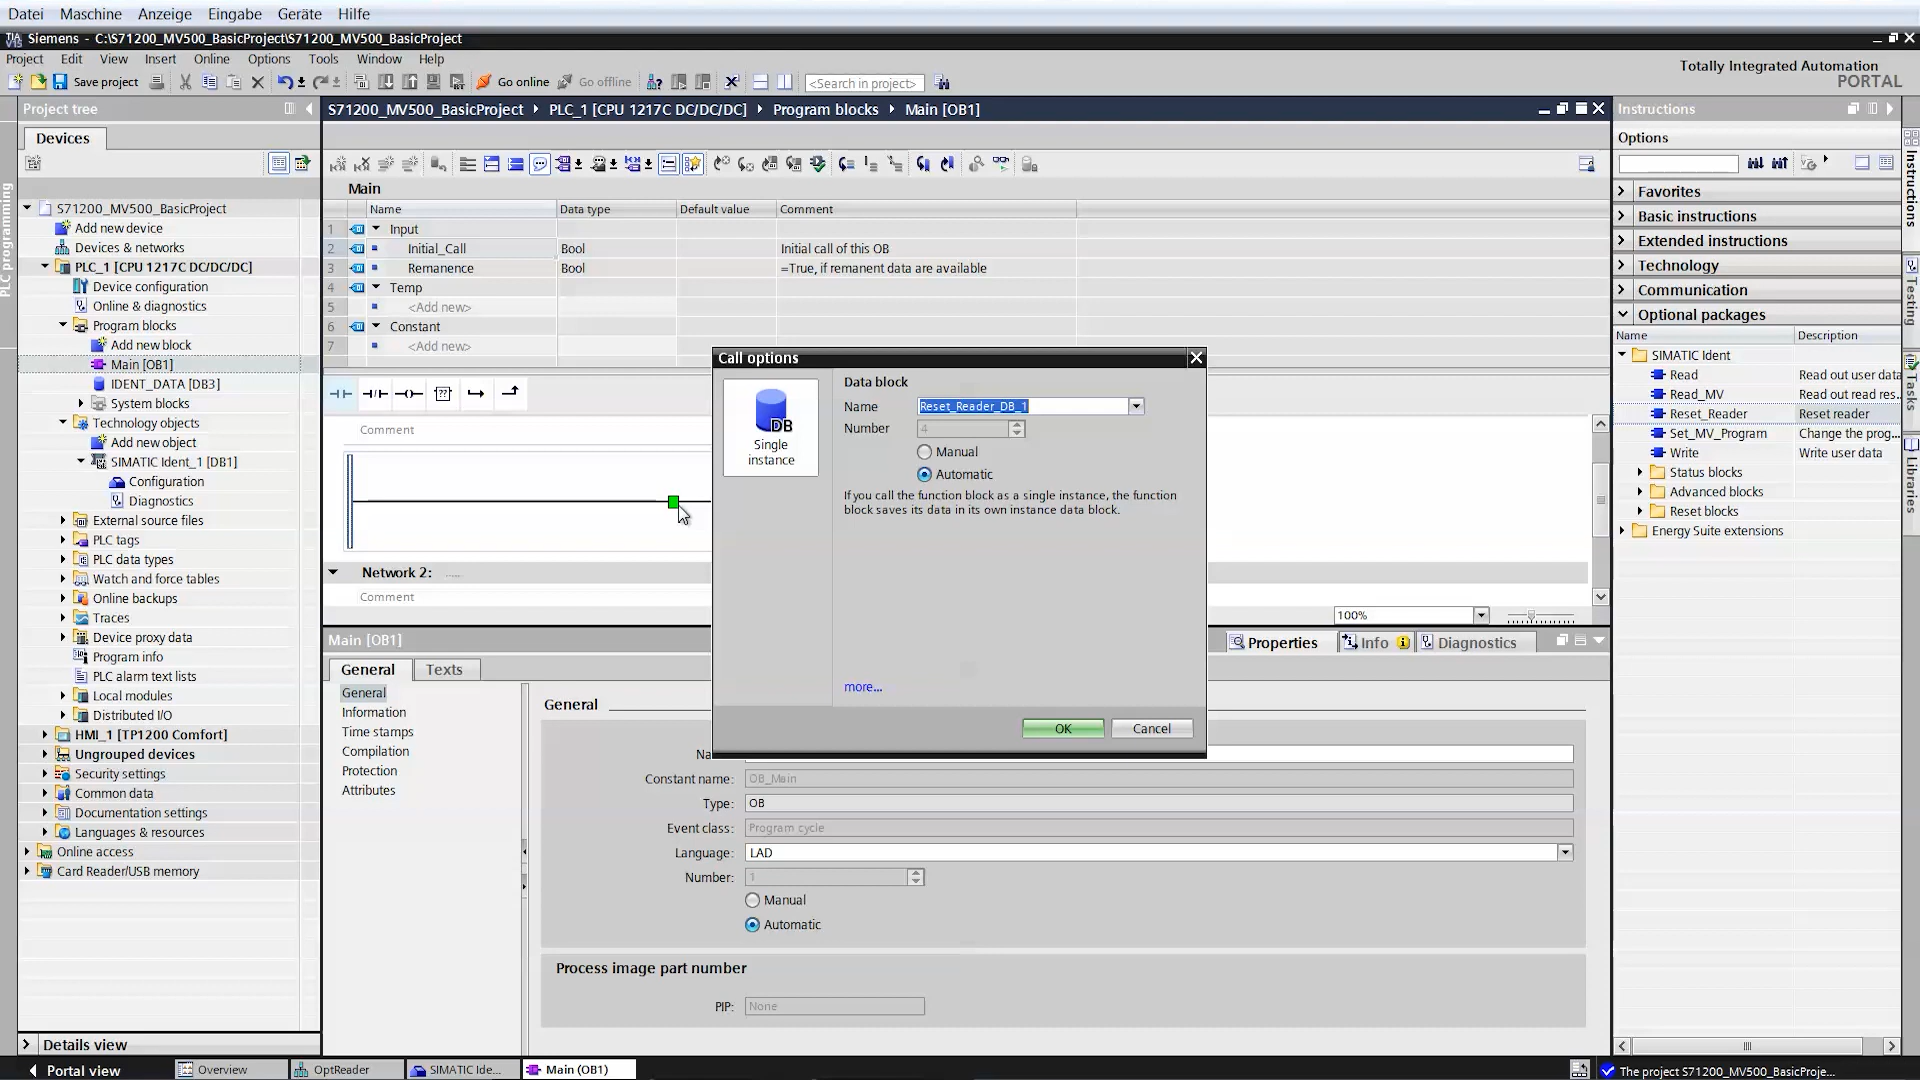 Datei Maschine Anzeige Eingabe Geräte Hilfe
TIA V15 Siemens - C:\S71200_MV500_BasicProject\S71200_MV500_BasicProject
Project Edit View Insert Online Options Tools Window Help
Totally Integrated Automation
PORTAL
Save project Go online Go offline <Search in project>
Project tree
S71200_MV500_BasicProject PLC_1 [CPU 1217C DC/DC/DC] Program blocks Main [OB1]
Instructions
Devices
Options
PLC programming
S71200_MV500_BasicProject
Add new device
Devices & networks
PLC_1 [CPU 1217C DC/DC/DC]
Device configuration
Online & diagnostics
Program blocks
Add new block
Main [OB1]
IDENT_DATA [DB3]
System blocks
Technology objects
Add new object
SIMATIC Ident_1 [DB1]
Configuration
Diagnostics
External source files
PLC tags
PLC data types
Watch and force tables
Online backups
Traces
Device proxy data
Program info
PLC alarm text lists
Local modules
Distributed I/O
HMI_1 [TP1200 Comfort]
Ungrouped devices
Security settings
Common data
Documentation settings
Languages & resources
Online access
Card Reader/USB memory
Details view
Main
Name Data type Default value Comment
1 Input
2 Initial_Call Bool Initial call of this OB
3 Remanence Bool =True, if remanent data are available
4 Temp
5 <Add new>
6 Constant
7 <Add new>
??
Comment
Network 2: .....
Comment
100%
Call options
DB
Single
instance
Data block
Name Reset_Reader_DB_1
Number 4
Manual
Automatic
If you call the function block as a single instance, the function
block saves its data in its own instance data block.
more...
OK Cancel
Main [OB1]
Properties Info Diagnostics
General Texts
General
Information
Time stamps
Compilation
Protection
Attributes
General
Na
Constant name: OB_Main
Type: OB
Event class: Program cycle
Language: LAD
Number: 1
Manual
Automatic
Process image part number
PIP: None
Favorites
Basic instructions
Extended instructions
Technology
Communication
Optional packages
Name Description
SIMATIC Ident
Read Read out user data
Read_MV Read out read res...
Reset_Reader Reset reader
Set_MV_Program Change the prog...
Write Write user data
Status blocks
Advanced blocks
Reset blocks
Energy Suite extensions
Instructions
Testing
Tasks
Libraries
Portal view Overview OptReader SIMATIC Ide... Main (OB1) The project S71200_MV500_BasicProje...